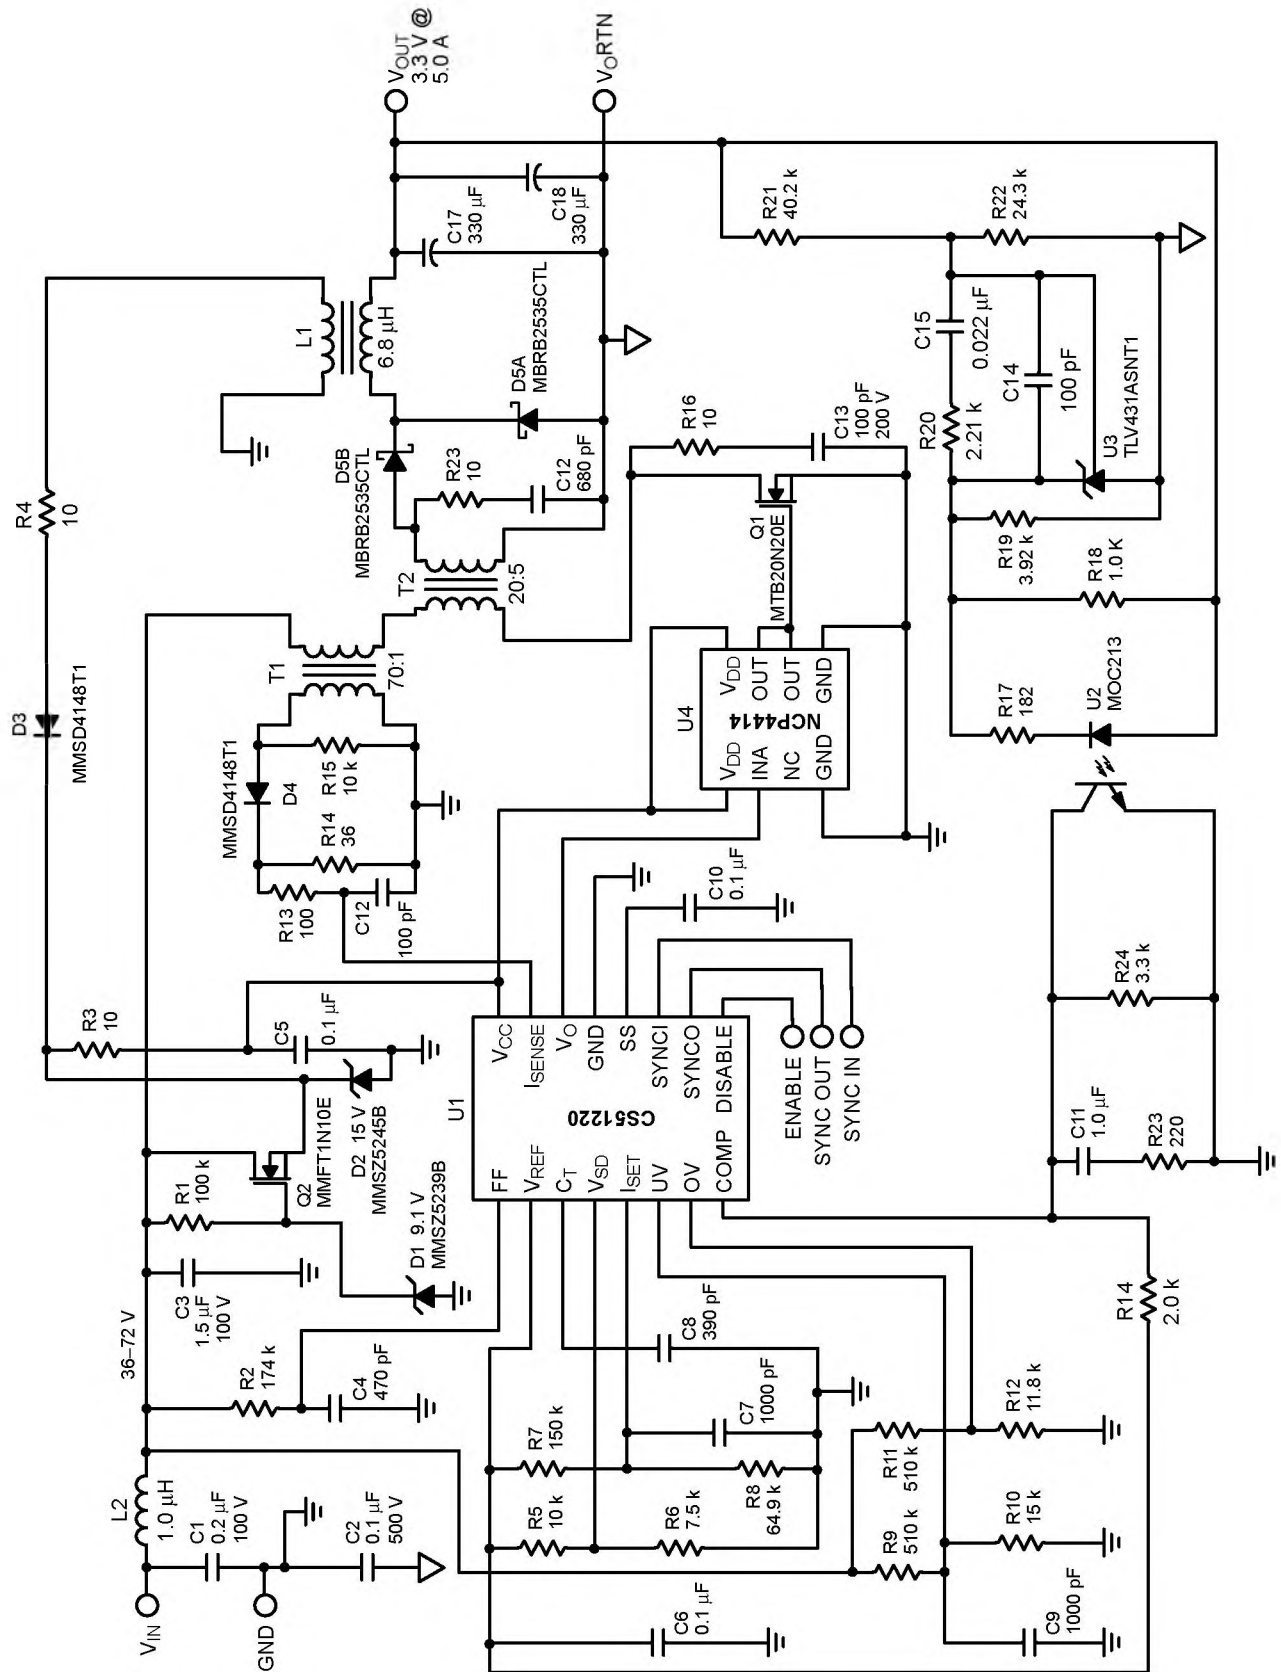 VIN
GND
L2
1.0 µH
C1
0.2 µF
100 V
C2
0.1 µF
500 V
36–72 V
R2
174 k
C4
470 pF
C3
1.5 µF
100 V
R1
100 k
Q2
MMFT1N10E
D1 9.1 V
MMSZ5239B
D2 15 V
MMSZ5245B
R3
10
C5
0.1 µF
D3
MMSD4148T1
R4
10
R13
100
C12
100 pF
MMSD4148T1
D4
R14
36
R15
10 k
T1
70:1
T2
20:5
D5B
MBRB2535CTL
R23
10
C12
680 pF
D5A
MBRB2535CTL
L1
6.8 µH
C17
330 µF
C18
330 µF
VOUT
3.3 V @
5.0 A
VORTN
U1
CS51220
FF
VREF
CT
VSD
ISET
UV
OV
COMP
VCC
ISENSE
VO
GND
SS
SYNCI
SYNCO
DISABLE
ENABLE
SYNC OUT
SYNC IN
C10
0.1 µF
U4
NCP4414
VDD
INA
NC
GND
VDD
OUT
OUT
GND
Q1
MTB20N20E
R16
10
C13
100 pF
200 V
C6
0.1 µF
R5
10 k
R7
150 k
R6
7.5 k
R8
64.9 k
C7
1000 pF
C8
390 pF
R9
510 k
R11
510 k
C9
1000 pF
R10
15 k
R12
11.8 k
R14
2.0 k
C11
1.0 µF
R23
220
R24
3.3 k
R17
182
U2
MOC213
R18
1.0 K
R19
3.92 k
R20
2.21 k
C15
0.022 µF
C14
100 pF
U3
TLV431ASNT1
R21
40.2 k
R22
24.3 k